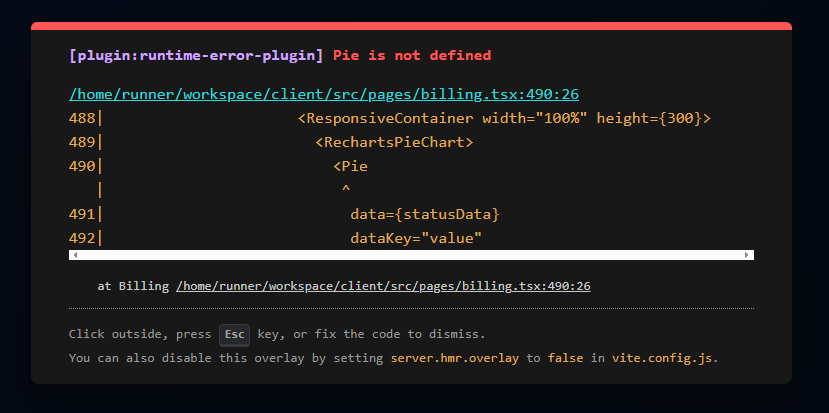 [plugin:runtime-error-plugin] Pie is not defined
/home/runner/workspace/client/src/pages/billing.tsx:490:26
488|                      <ResponsiveContainer width="100%" height={300}>
489|                        <RechartsPieChart>
490|                          <Pie
   |                           ^
491|                            data={statusData}
492|                            dataKey="value"
at Billing /home/runner/workspace/client/src/pages/billing.tsx:490:26
Click outside, press Esc key, or fix the code to dismiss.
You can also disable this overlay by setting server.hmr.overlay to false in vite.config.js.